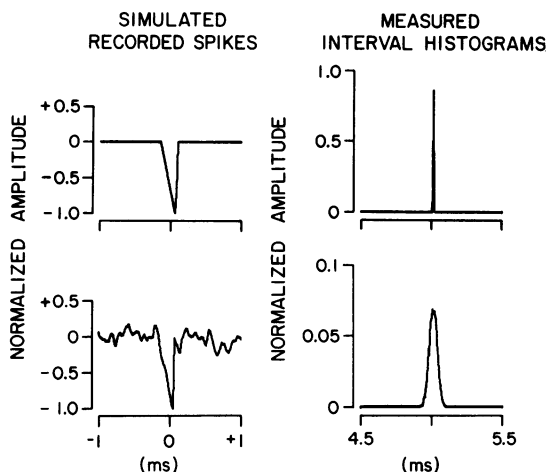 SIMULATED
RECORDED SPIKES
MEASURED
INTERVAL HISTOGRAMS
NORMALIZED AMPLITUDE
+0.5
0
-0.5
-1.0
+0.5
0
-0.5
-1.0
-1 0 +1
(ms)
NORMALIZED AMPLITUDE
1.0
0.5
0
0.1
0.05
0
4.5 5.5
(ms)